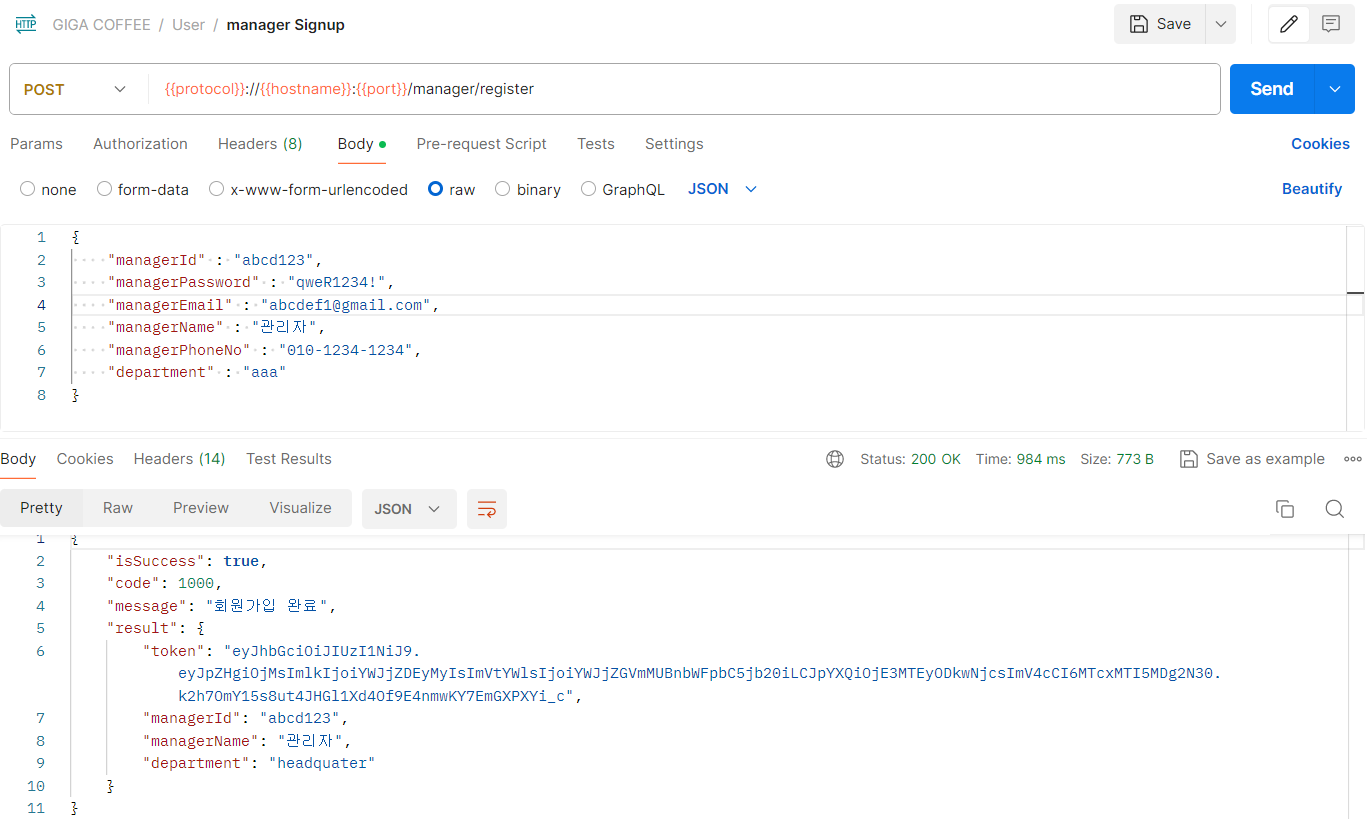 HTTP GIGA COFFEE / User / manager Signup Save
POST {{protocol}}://{{hostname}}:{{port}}/manager/register Send
Params Authorization Headers (8) Body Pre-request Script Tests Settings Cookies
none form-data x-www-form-urlencoded raw binary GraphQL JSON Beautify
1 {
2 "managerId" : "abcd123",
3 "managerPassword" : "qweR1234!",
4 "managerEmail" : "abcdef1@gmail.com",
5 "managerName" : "관리자",
6 "managerPhoneNo" : "010-1234-1234",
7 "department" : "aaa"
8 }
Body Cookies Headers (14) Test Results Status: 200 OK Time: 984 ms Size: 773 B Save as example
Pretty Raw Preview Visualize JSON
1 {
2 "isSuccess": true,
3 "code": 1000,
4 "message": "회원가입 완료",
5 "result": {
6 "token": "eyJhbGciOiJIUzI1NiJ9.
eyJpZHgiOjMsImlkIjoiYWJjZDEyMyIsImVtYWlsIjoiYWJjZGVmMUBnbWFpbC5jb20iLCJpYXQiOjE3MTEyODkwNjcsImV4cCI6MTcxMTI5MDg2N30.
k2h7OmY15s8ut4JHGl1Xd4Of9E4nmwKY7EmGXPXYi_c",
7 "managerId": "abcd123",
8 "managerName": "관리자",
9 "department": "headquater"
10 }
11 }